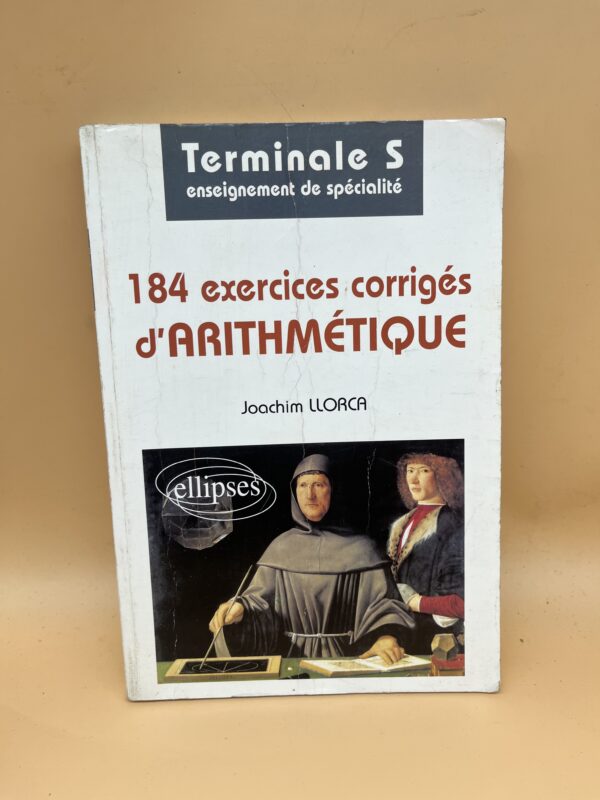 Terminale S
enseignement de spécialité
184 exercices corrigés
d'ARITHMÉTIQUE
Joachim LLORCA
ellipses